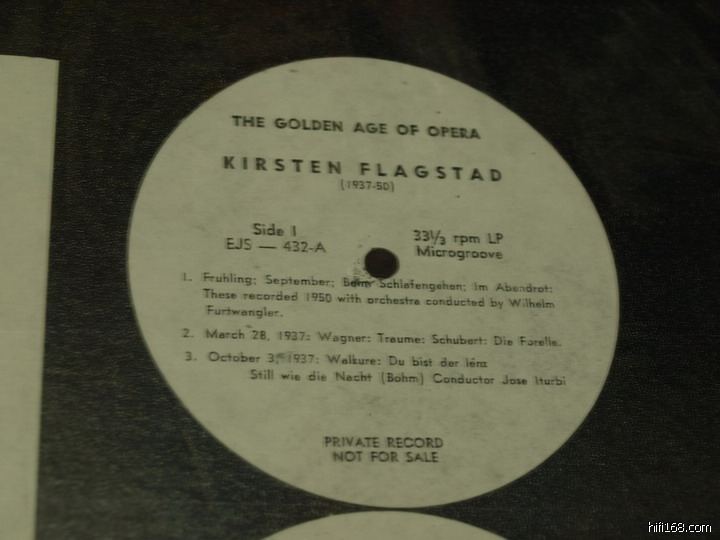 THE GOLDEN AGE OF OPERA
KIRSTEN FLAGSTAD
(1937-50)
Side 1
EJS — 432-A
33⅓ rpm LP
Microgroove
1. Fruhling; September; Beim Schlafengehen; Im Abendrot:
These recorded 1950 with orchestra conducted by Wilhelm
Furtwangler.
2. March 28, 1937: Wagner: Traume: Schubert: Die Forelle.
3. October 3, 1937: Walkure: Du bist der
Still wie die Nacht (Bohm) Conductor Jose Iturbi
PRIVATE RECORD
NOT FOR SALE
hifi168.com